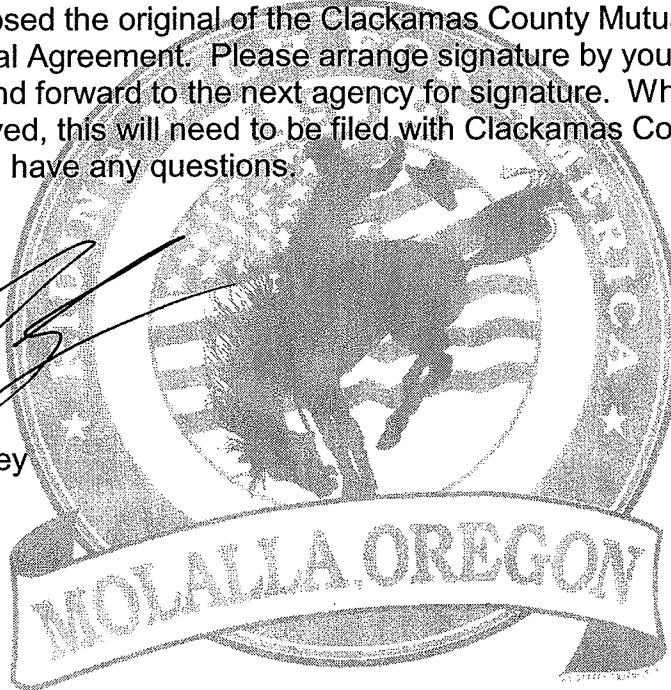 osed the original of the Clackamas County Mutu
al Agreement. Please arrange signature by you
nd forward to the next agency for signature. Wh
ved, this will need to be filed with Clackamas Co
have any questions.
ey
MERICA
MOLALLA, OREGON